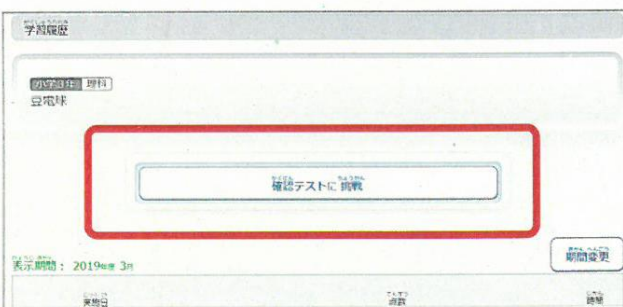 学習履歴
小学3年 理科
豆電球
確認テストに 挑戦
期間変更
表示期間： 2019年度 3月
実施日 点数 時間